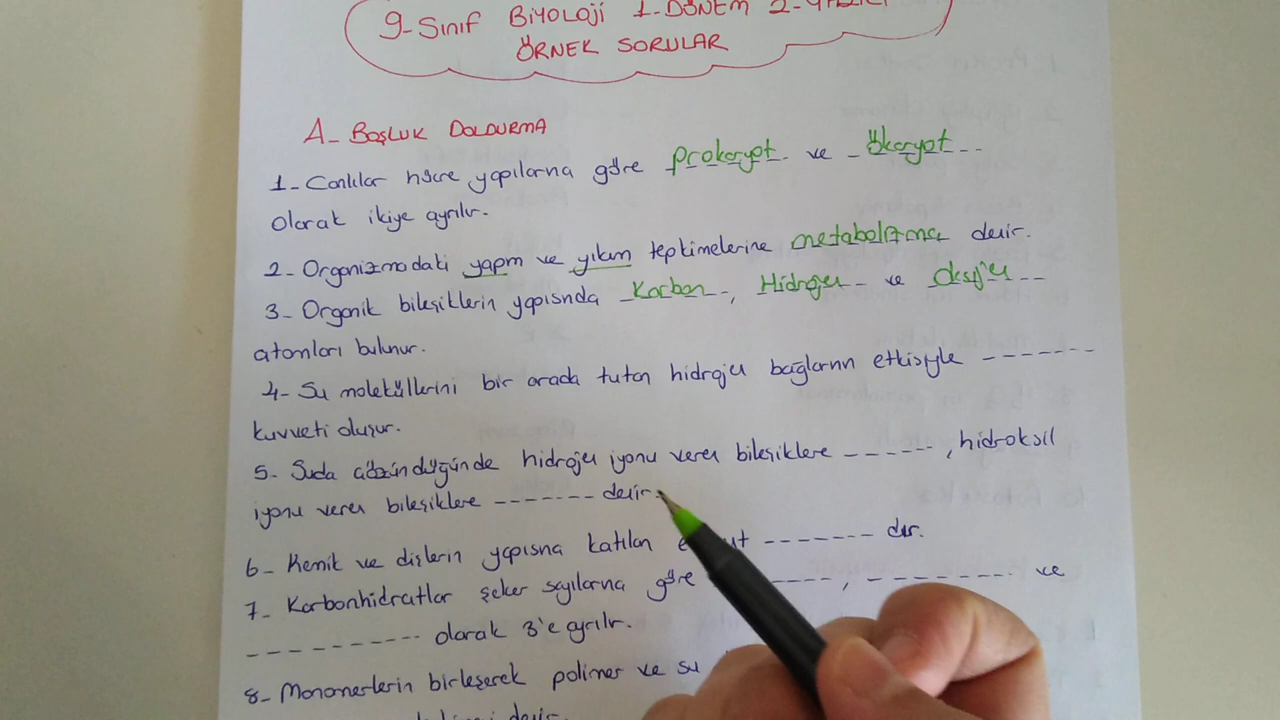 9-Sınıf Biyoloji 1-Dönem 2-Yazılı
Örnek Sorular
A- Boşluk Doldurma
1- Canlılar hücre yapılarına göre prokaryot ve ökaryot
olarak ikiye ayrılır.
2- Organizmadaki yapım ve yıkım tepkimelerine metabolizma denir.
3- Organik bileşiklerin yapısında Karbon, Hidrojen ve oksijen
atomları bulunur.
4- Su moleküllerini bir arada tutan hidrojen bağlarının etkisiyle -------
kuvveti oluşur.
5- Suda çözündüğünde hidrojen iyonu veren bileşiklere ------, hidroksil
iyonu veren bileşiklere ------- denir.
6- Kemik ve dişlerin yapısına katılan ------- dır.
7- Karbonhidratlar şeker sayılarına göre ----, -------- ve
---------- olarak 3'e ayrılır.
8- Monomerlerin birleşerek polimer ve su
denir.